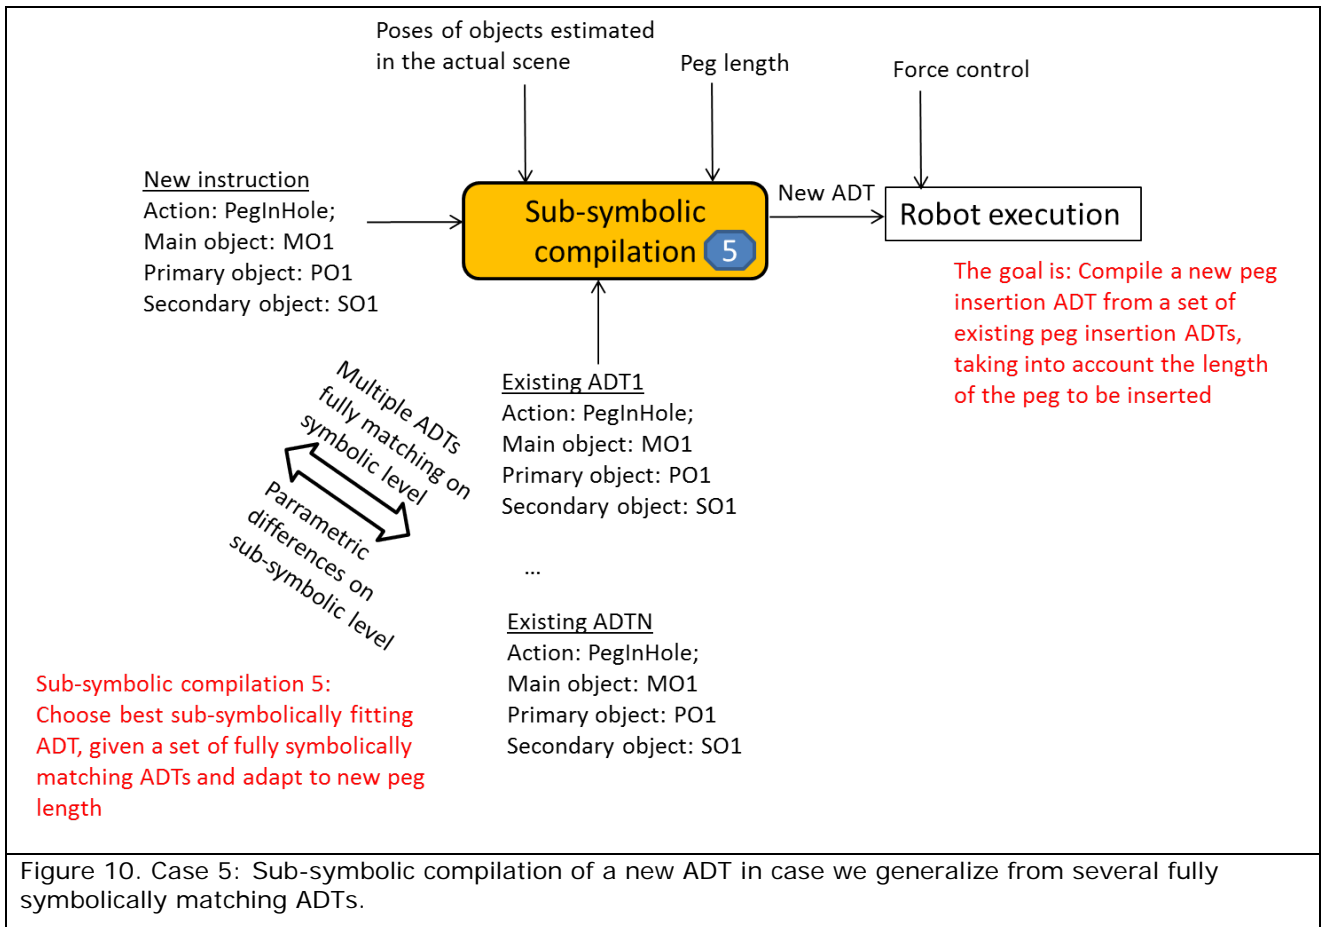 Poses of objects estimated
in the actual scene
Peg length
Force control
New instruction
Action: PegInHole;
Main object: MO1
Primary object: PO1
Secondary object: SO1
Sub-symbolic
compilation 5
New ADT
Robot execution
The goal is: Compile a new peg
insertion ADT from a set of
existing peg insertion ADTs,
taking into account the length
of the peg to be inserted
Multiple ADTs
fully matching on
symbolic level
Parrametric
differences on
sub-symbolic level
Existing ADT1
Action: PegInHole;
Main object: MO1
Primary object: PO1
Secondary object: SO1
...
Existing ADTN
Action: PegInHole;
Main object: MO1
Primary object: PO1
Secondary object: SO1
Sub-symbolic compilation 5:
Choose best sub-symbolically fitting
ADT, given a set of fully symbolically
matching ADTs and adapt to new peg
length
Figure 10. Case 5: Sub-symbolic compilation of a new ADT in case we generalize from several fully
symbolically matching ADTs.